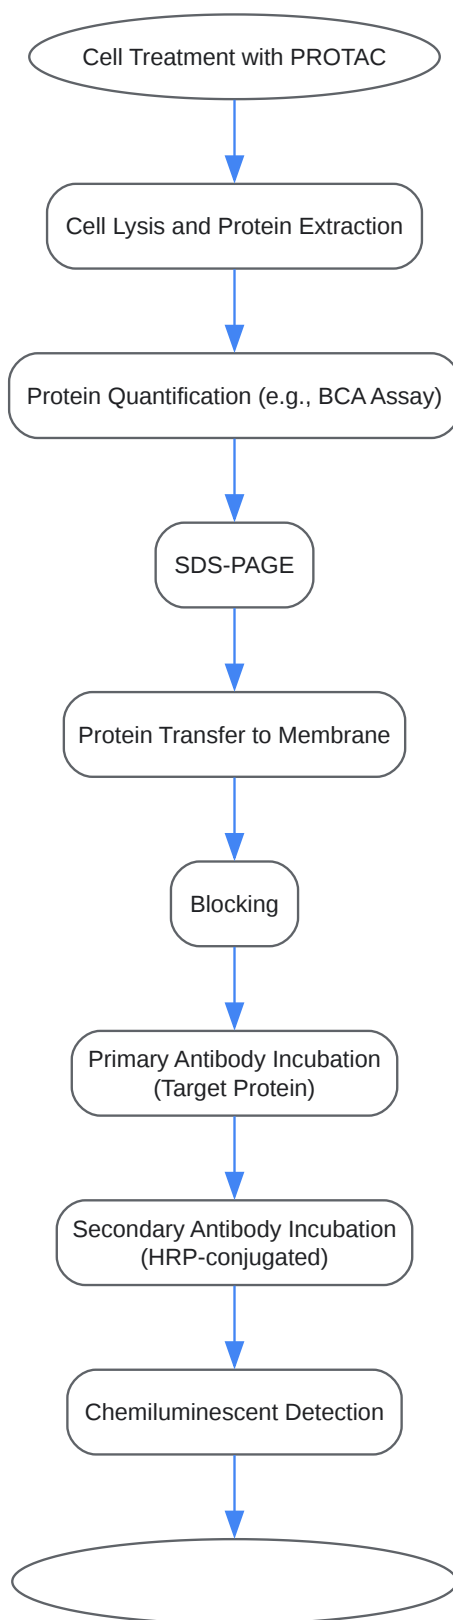 Cell Treatment with PROTAC
Cell Lysis and Protein Extraction
Protein Quantification (e.g., BCA Assay)
SDS-PAGE
Protein Transfer to Membrane
Blocking
Primary Antibody Incubation
(Target Protein)
Secondary Antibody Incubation
(HRP-conjugated)
Chemiluminescent Detection